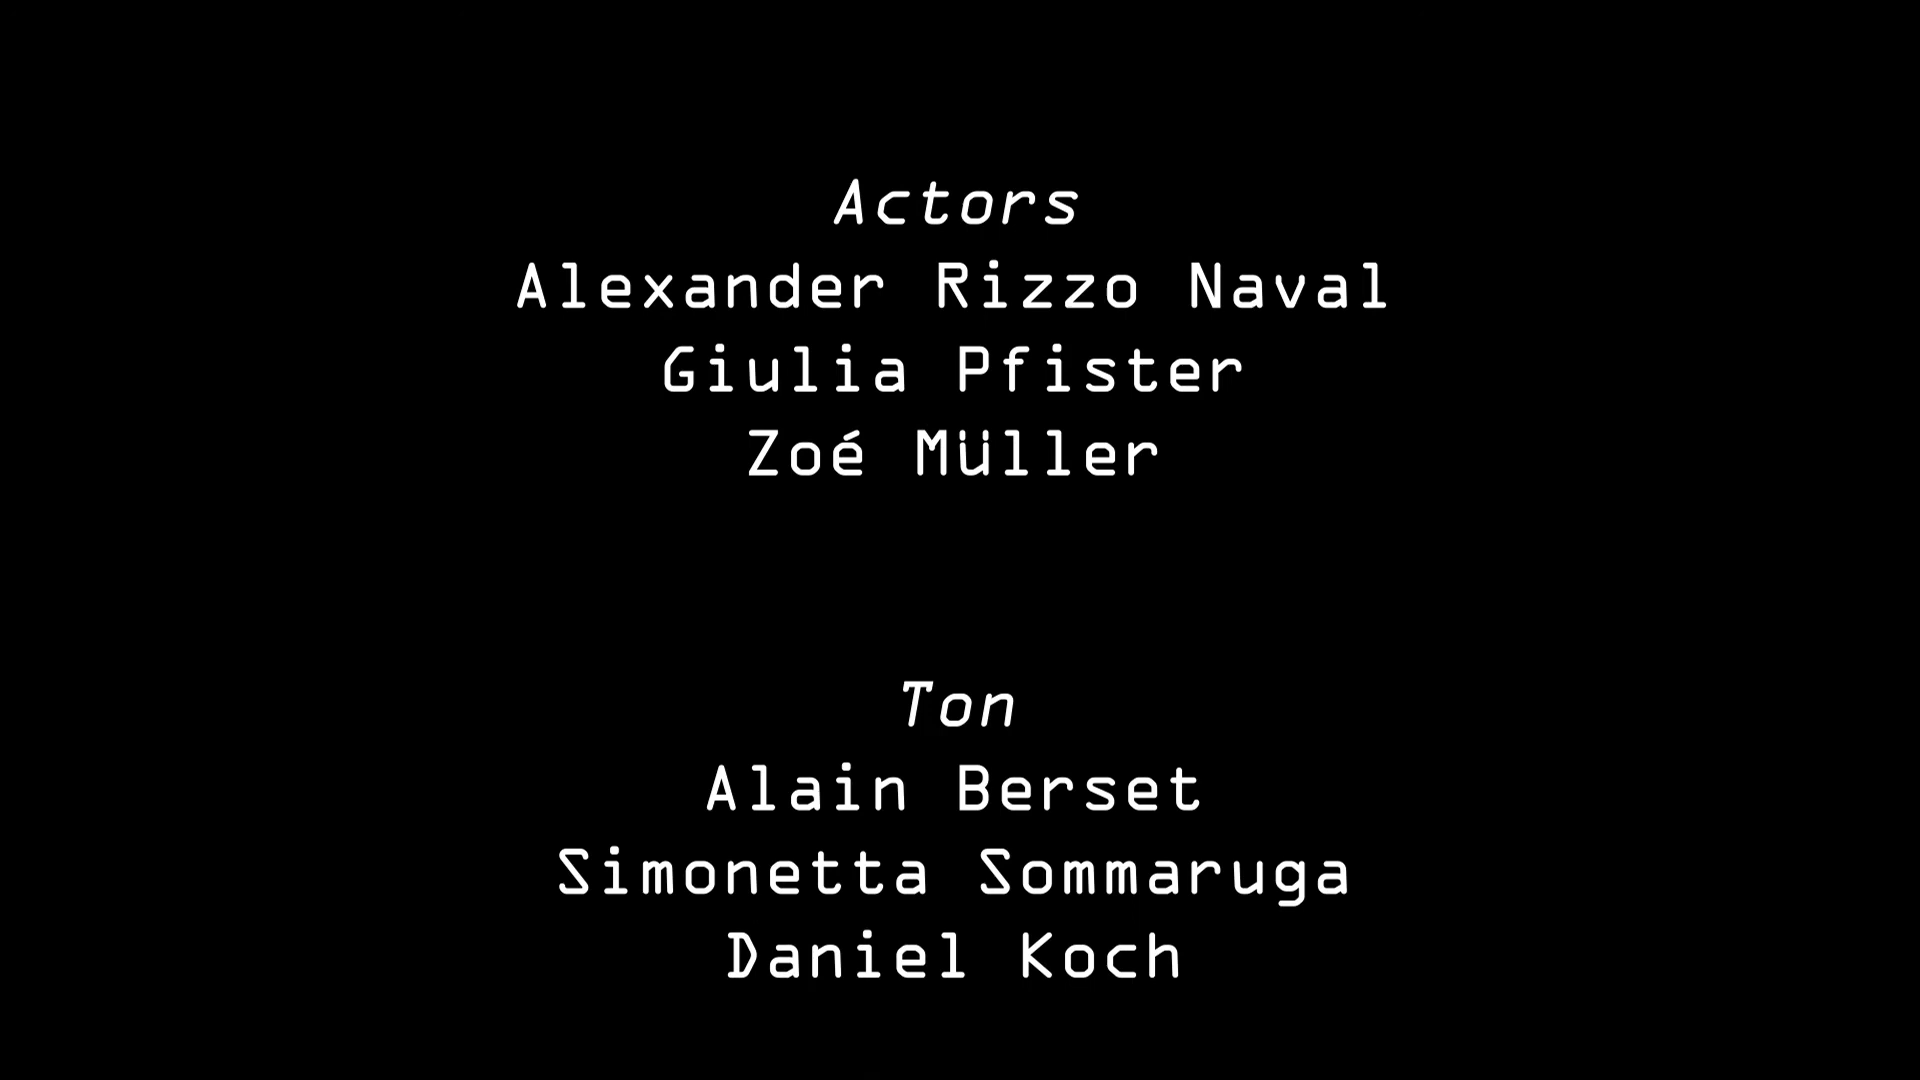 Actors
Alexander Rizzo Naval
Giulia Pfister
Zoé Müller
Ton
Alain Berset
Simonetta Sommaruga
Daniel Koch